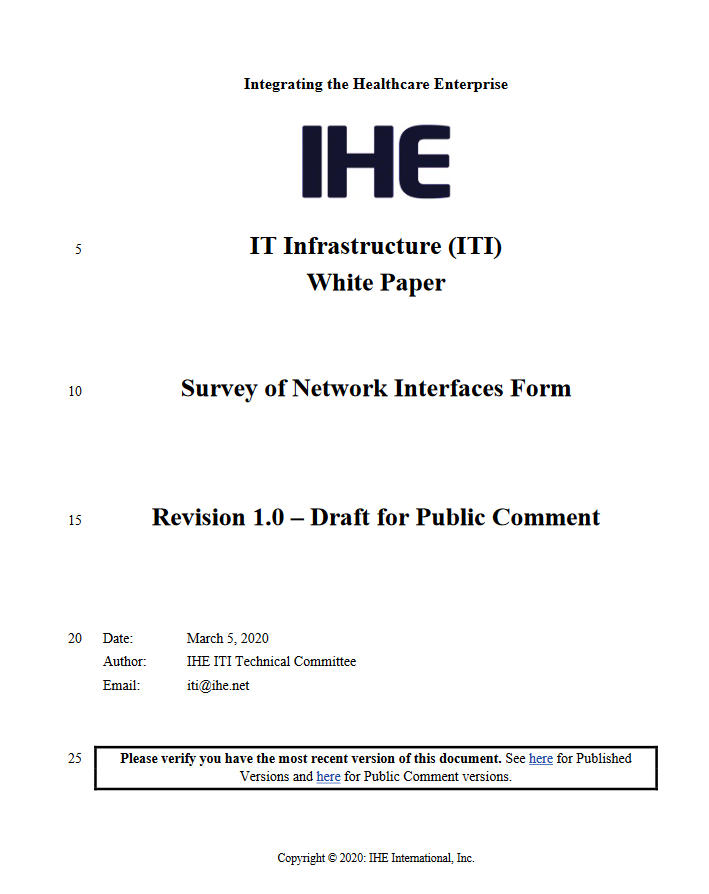 Integrating the Healthcare Enterprise
IHE
5 IT Infrastructure (ITI)
White Paper
10 Survey of Network Interfaces Form
15 Revision 1.0 – Draft for Public Comment
20 Date: March 5, 2020
Author: IHE ITI Technical Committee
Email: iti@ihe.net
25 Please verify you have the most recent version of this document. See here for Published
Versions and here for Public Comment versions.
Copyright © 2020: IHE International, Inc.